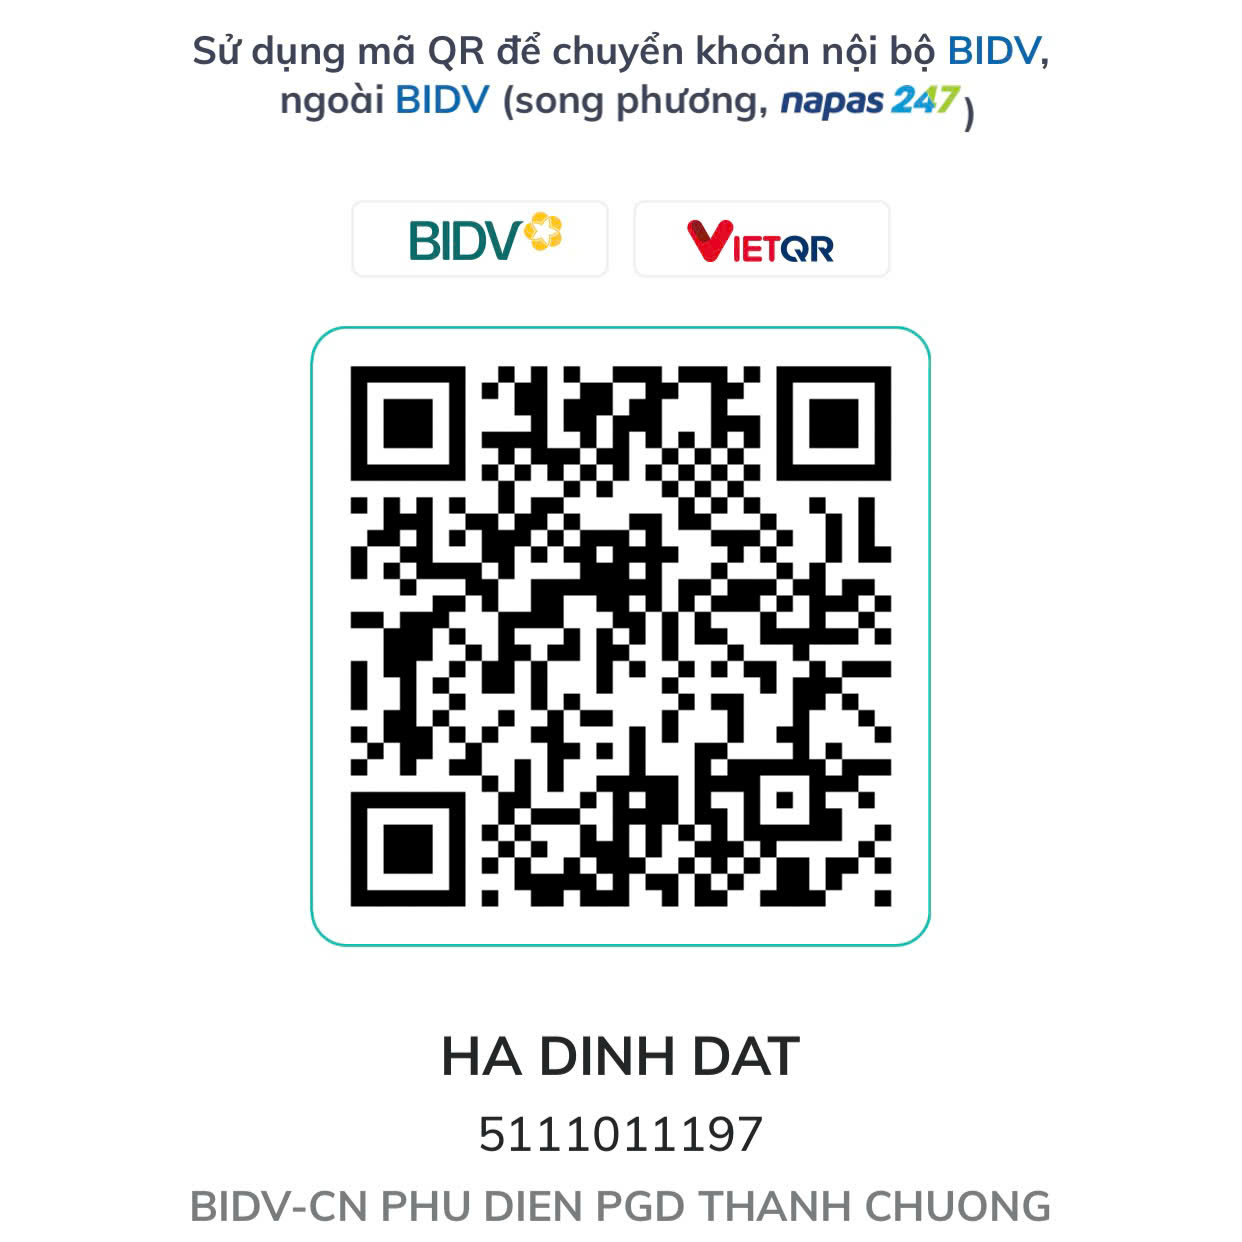 Sử dụng mã QR để chuyển khoản nội bộ BIDV,
ngoài BIDV (song phương, napas 247)
BIDV VIETQR
HA DINH DAT
5111011197
BIDV-CN PHU DIEN PGD THANH CHUONG